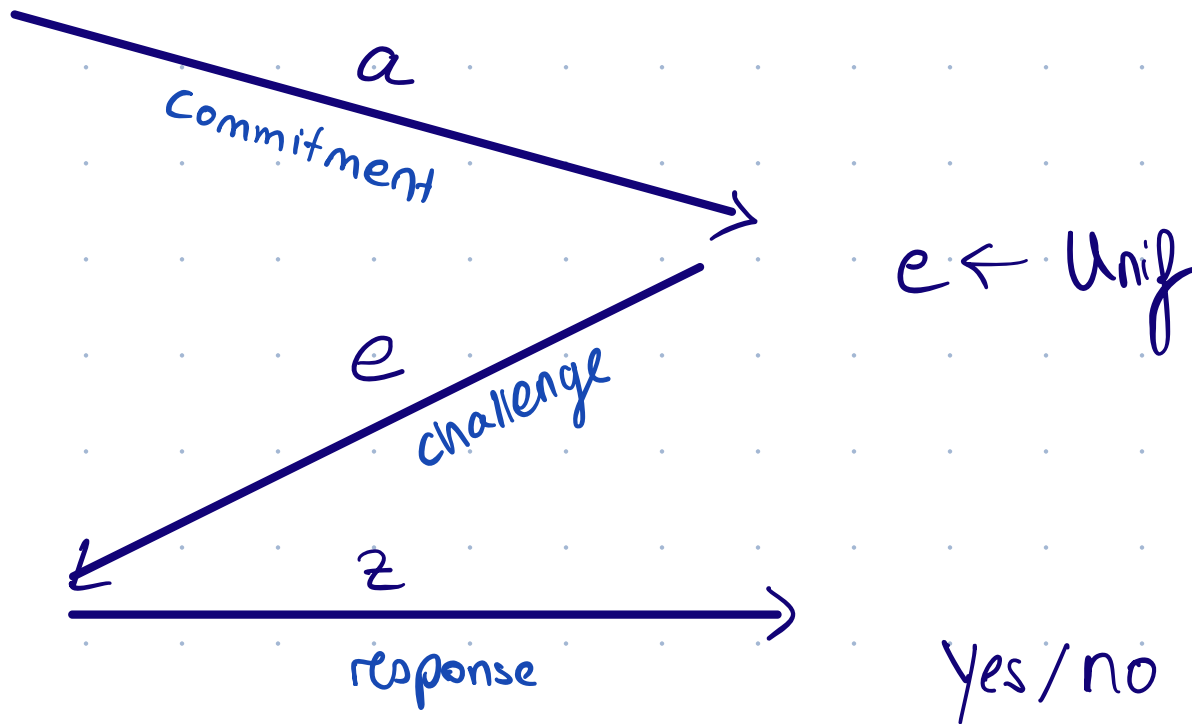 a
commitment
e ← Unif
e
challenge
z
response
Yes/no